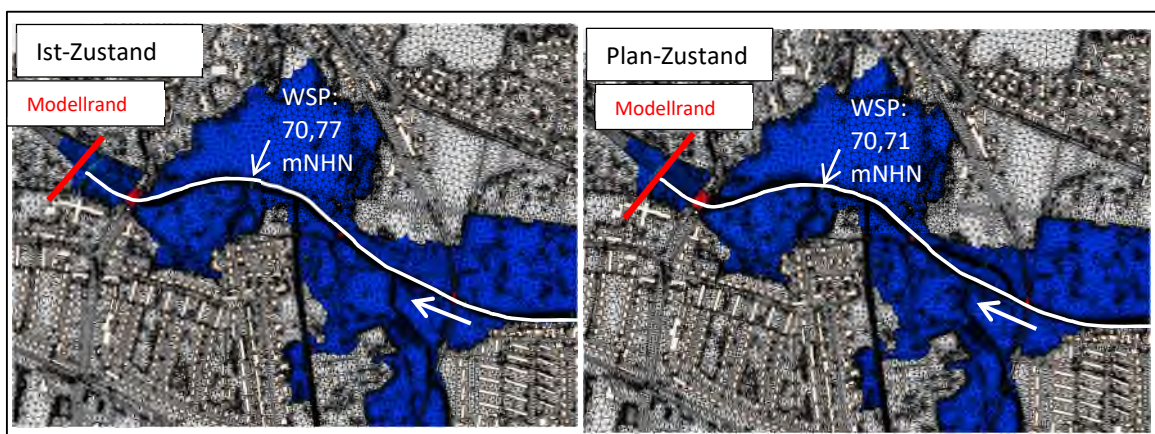 Ist-Zustand
Modellrand
WSP:
70,77
mNHN
Plan-Zustand
Modellrand
WSP:
70,71
mNHN